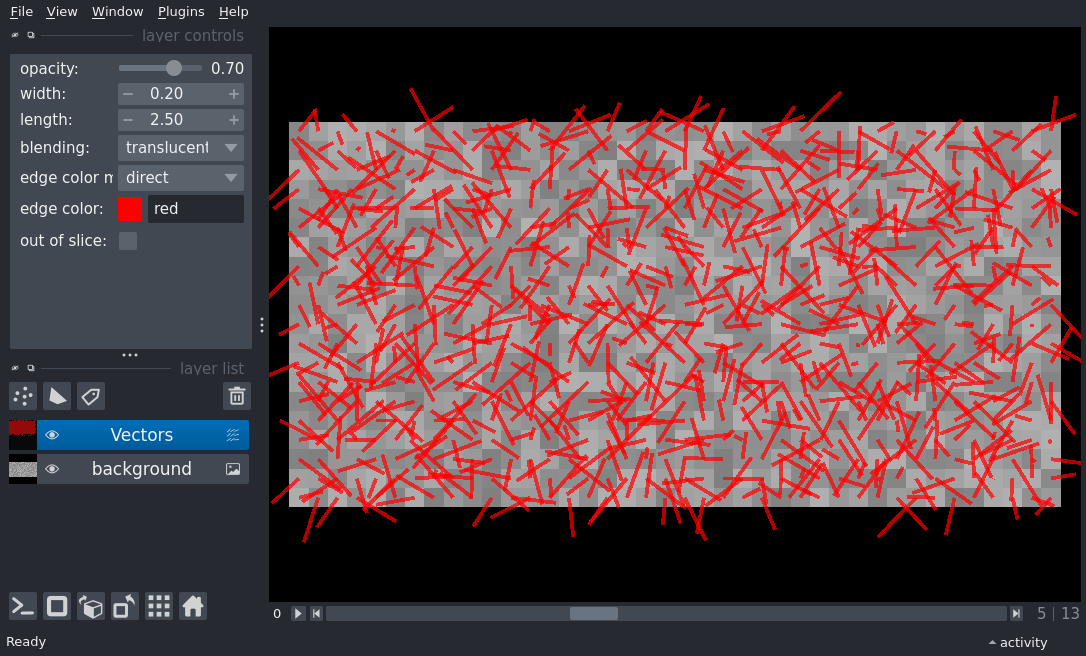 File View Window Plugins Help
layer controls
opacity: 0.70
width: 0.20
length: 2.50
blending: translucent
edge color m direct
edge color: red
out of slice:
layer list
Vectors
background
0 5 | 13
Ready activity